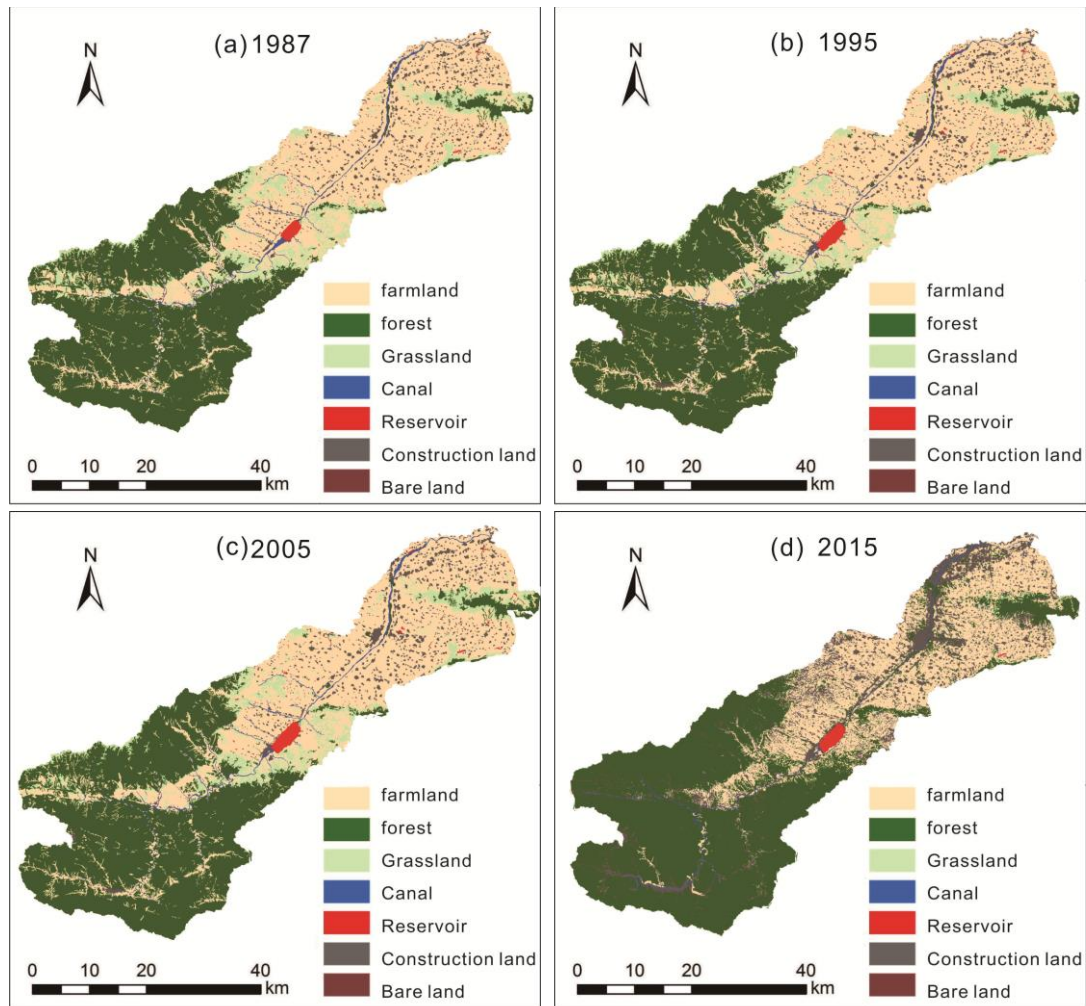 (a) 1987
N
farmland
forest
Grassland
Canal
Reservoir
Construction land
Bare land
0 10 20 40
km
(b) 1995
N
farmland
forest
Grassland
Canal
Reservoir
Construction land
Bare land
0 10 20 40
km
(c) 2005
N
farmland
forest
Grassland
Canal
Reservoir
Construction land
Bare land
0 10 20 40
km
(d) 2015
N
farmland
forest
Grassland
Canal
Reservoir
Construction land
Bare land
0 10 20 40
km